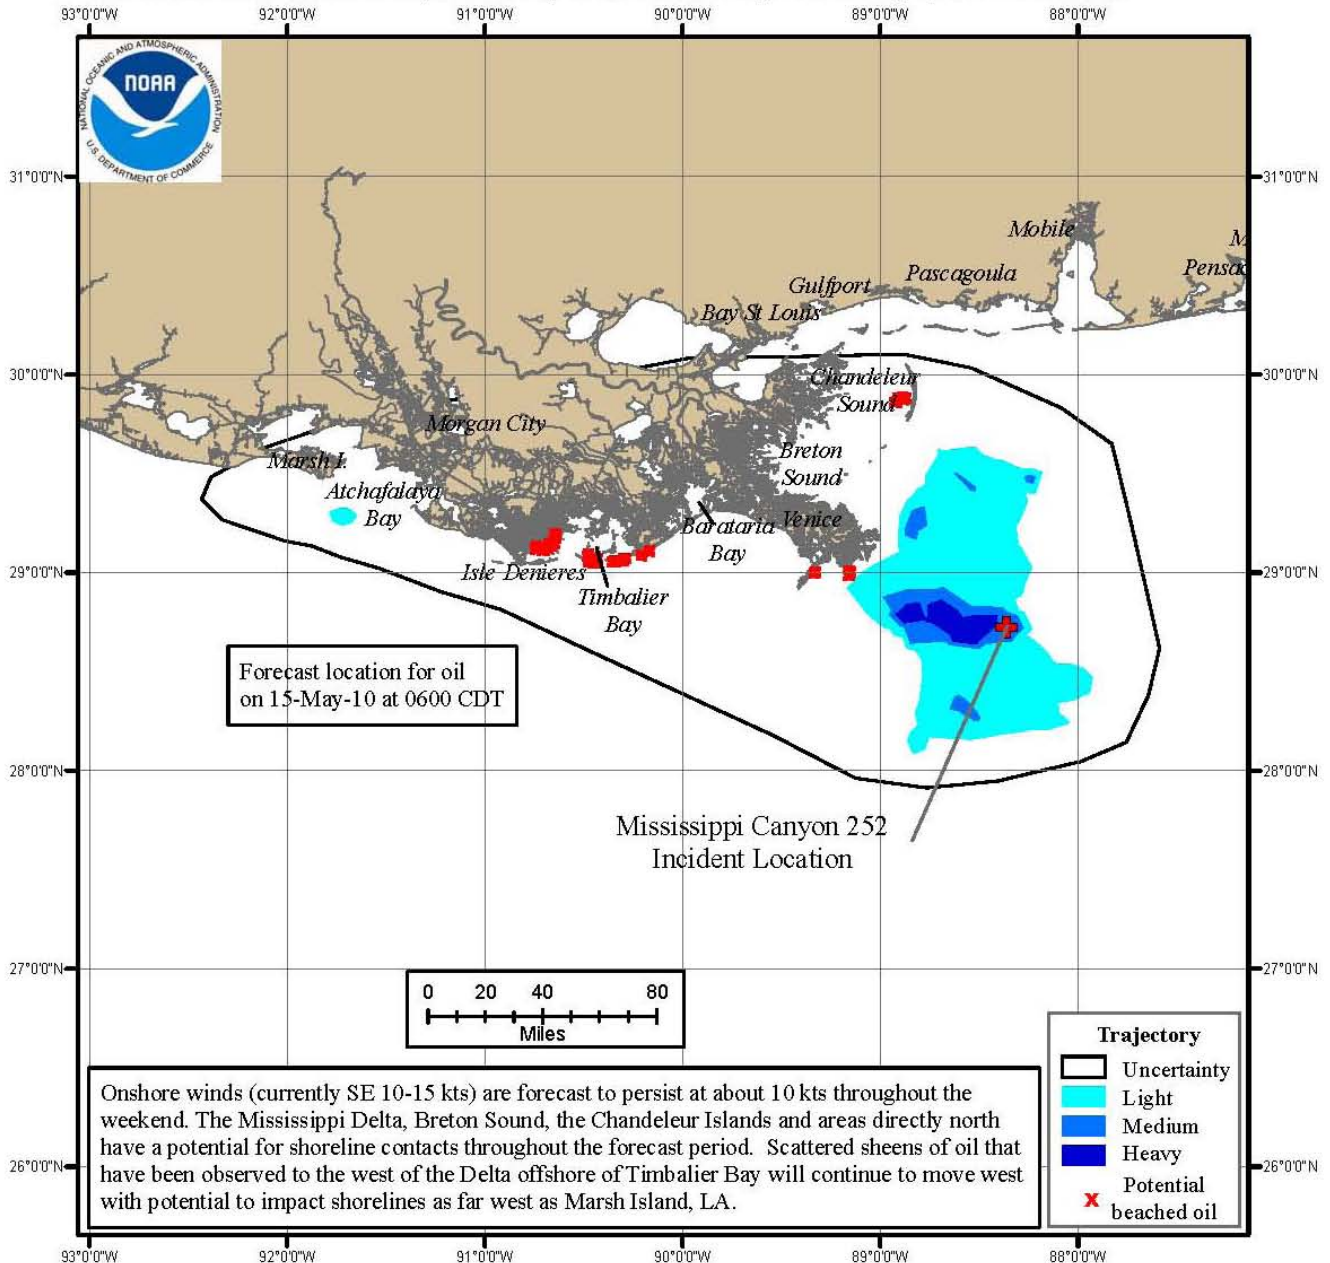 93°0'0"W 92°0'0"W 91°0'0"W 90°0'0"W 89°0'0"W 88°0'0"W
NATIONAL OCEANIC AND ATMOSPHERIC ADMINISTRATION
NOAA
U.S. DEPARTMENT OF COMMERCE
31°0'0"N 31°0'0"N
Mobile
M
Pensac
Pascagoula
Gulfport
Bay St Louis
30°0'0"N 30°0'0"N
Chandeleur
Sound
Morgan City
Marsh I.
Breton
Sound
Atchafalaya
Bay
Barataria
Bay
Venice
29°0'0"N 29°0'0"N
Isle Denieres
Timbalier
Bay
Forecast location for oil
on 15-May-10 at 0600 CDT
28°0'0"N 28°0'0"N
Mississippi Canyon 252
Incident Location
27°0'0"N 27°0'0"N
0 20 40 80
Miles
Trajectory
Uncertainty
Light
Medium
Heavy
Potential
beached oil
Onshore winds (currently SE 10-15 kts) are forecast to persist at about 10 kts throughout the
weekend. The Mississippi Delta, Breton Sound, the Chandeleur Islands and areas directly north
have a potential for shoreline contacts throughout the forecast period. Scattered sheens of oil that
have been observed to the west of the Delta offshore of Timbalier Bay will continue to move west
with potential to impact shorelines as far west as Marsh Island, LA.
26°0'0"N 26°0'0"N
93°0'0"W 92°0'0"W 91°0'0"W 90°0'0"W 89°0'0"W 88°0'0"W